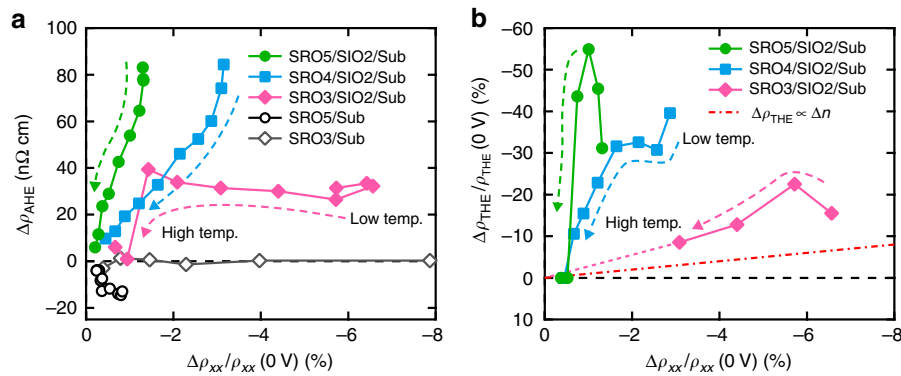 a
100
80
60
40
20
0
−20
Δρ_AHE (nΩ cm)
SRO5/SIO2/Sub
SRO4/SIO2/Sub
SRO3/SIO2/Sub
SRO5/Sub
SRO3/Sub
Low temp.
High temp.
0
−2
−4
−6
−8
Δρ_xx/ρ_xx (0 V) (%)
b
−60
−50
−40
−30
−20
−10
0
10
Δρ_THE/ρ_THE (0 V) (%)
SRO5/SIO2/Sub
SRO4/SIO2/Sub
SRO3/SIO2/Sub
Δρ_THE ∝ Δn
Low temp.
High temp.
0
−2
−4
−6
−8
Δρ_xx/ρ_xx (0 V) (%)